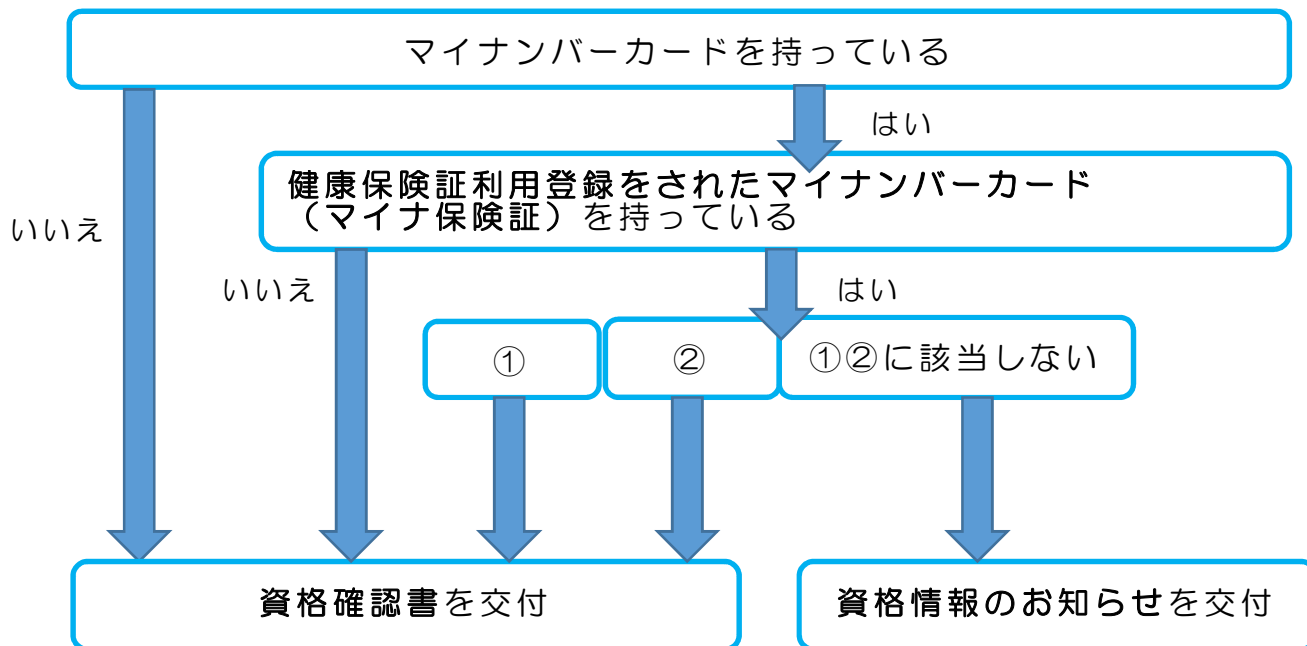 マイナンバーカードを持っている
はい
健康保険証利用登録をされたマイナンバーカード
（マイナ保険証）を持っている
いいえ
いいえ
はい
①
②
①②に該当しない
資格確認書を交付
資格情報のお知らせを交付